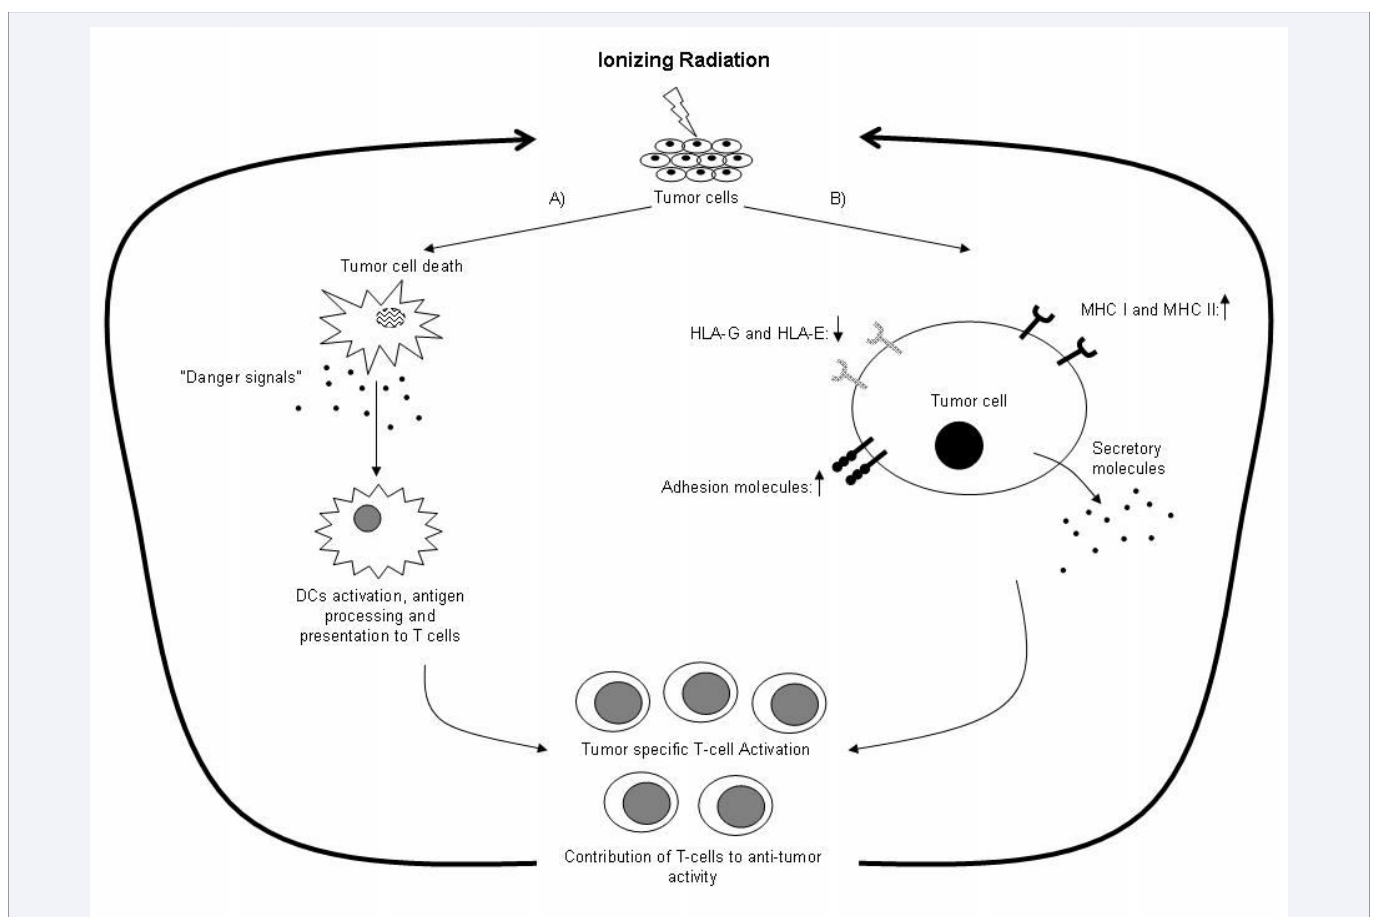 Ionizing Radiation
A)
B)
Tumor cells
Tumor cell death
MHC I and MHC II:
HLA-G and HLA-E:
"Danger signals"
Tumor cell
Secretory
molecules
Adhesion molecules:
DCs activation, antigen
processing and
presentation to T cells
Tumor specific T-cell Activation
Contribution of T-cells to anti-tumor
activity